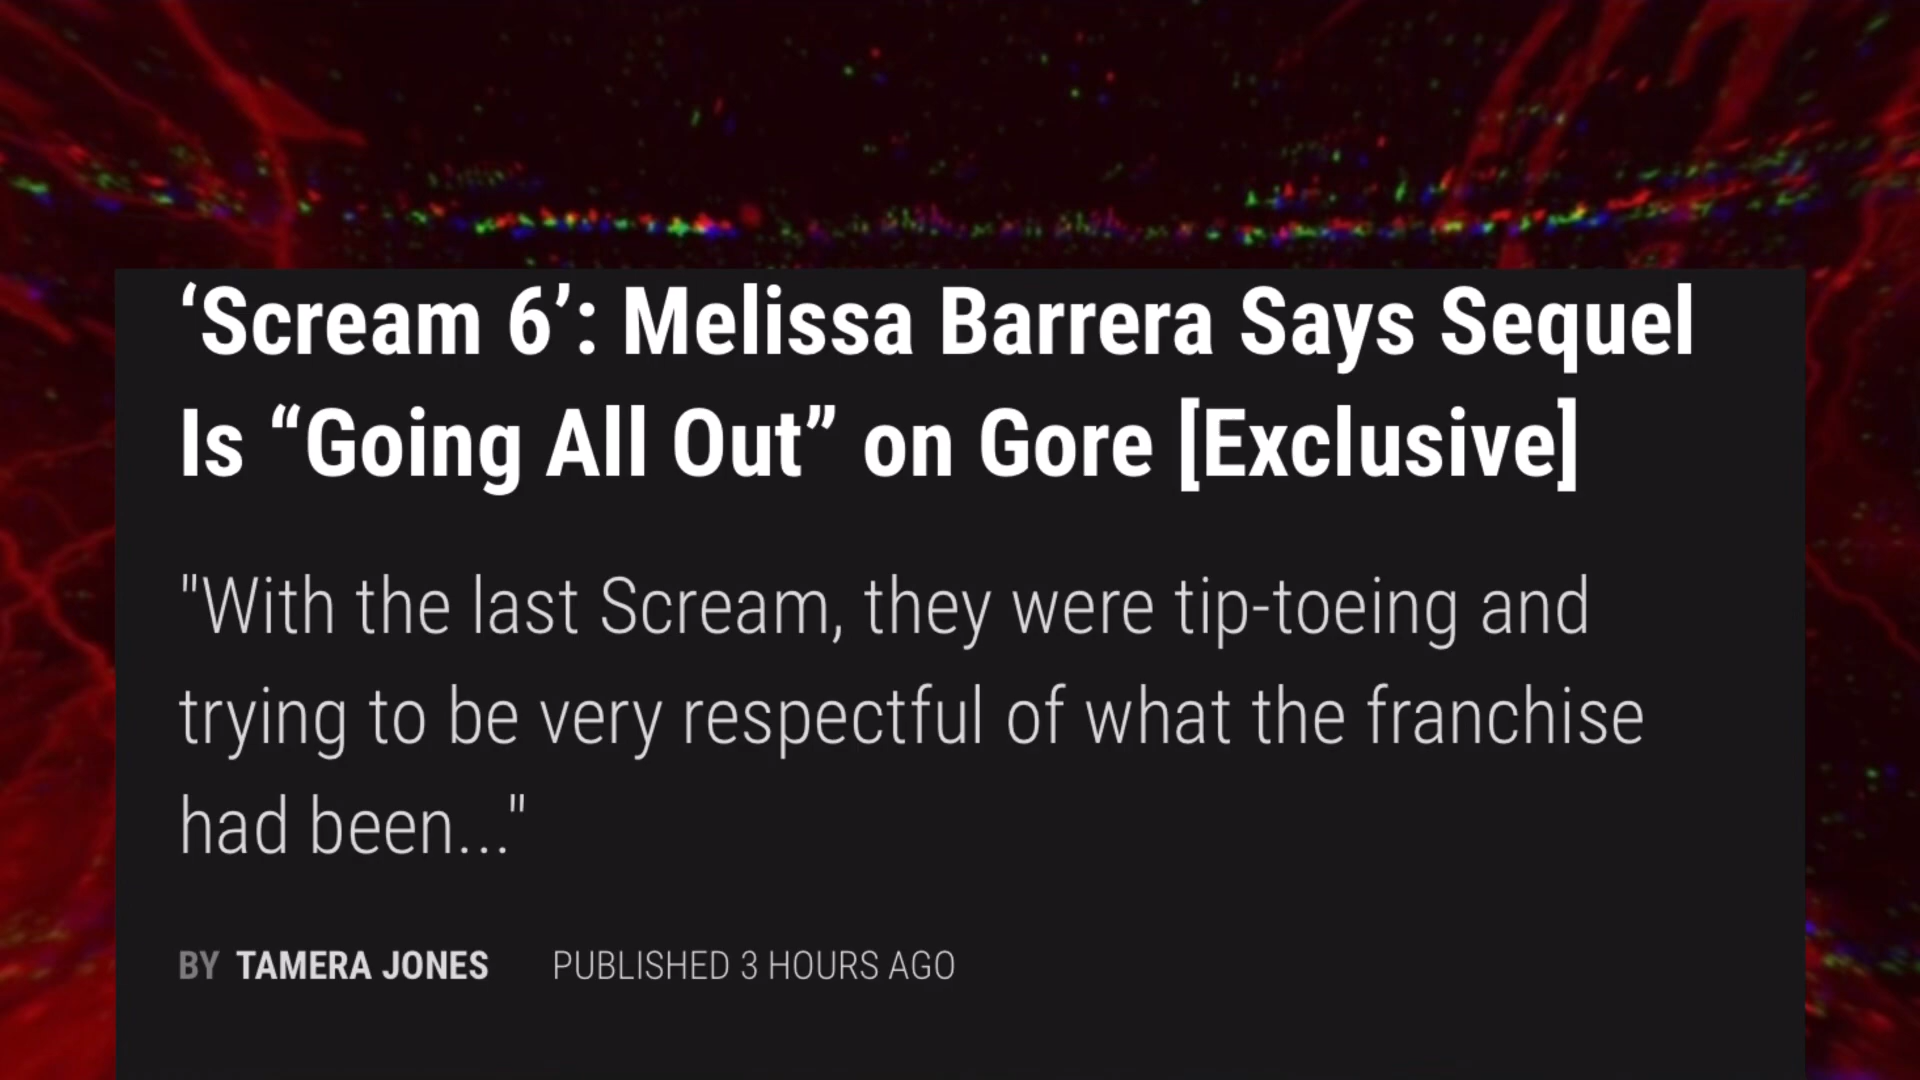 ‘Scream 6’: Melissa Barrera Says Sequel
Is “Going All Out” on Gore [Exclusive]
"With the last Scream, they were tip-toeing and
trying to be very respectful of what the franchise
had been..."
BY TAMERA JONES PUBLISHED 3 HOURS AGO